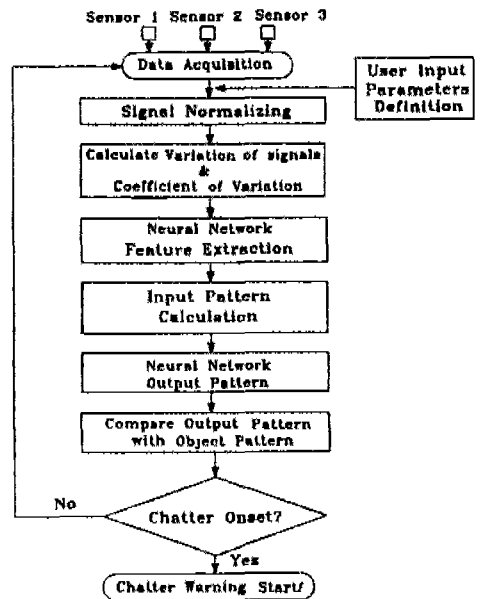 Sensor 1 Sensor 2 Sensor 3
Data Acquisition
User Input
Parameters
Definition
Signal Normalizing
Calculate Variation of signals
&
Coefficient of Variation
Neural Network
Feature Extraction
Input Pattern
Calculation
Neural Network
Output Pattern
Compare Output Pattern
with Object Pattern
No
Chatter Onset?
Yes
Chatter Warning Start/